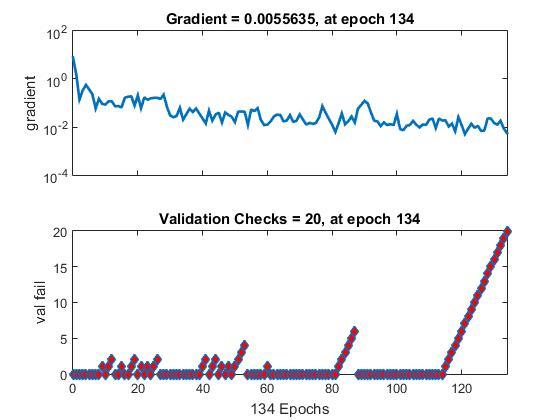 Gradient = 0.0055635, at epoch 134
10^2
10^0
10^-2
10^-4
gradient
Validation Checks = 20, at epoch 134
20
15
10
5
0
val fail
0 20 40 60 80 100 120
134 Epochs